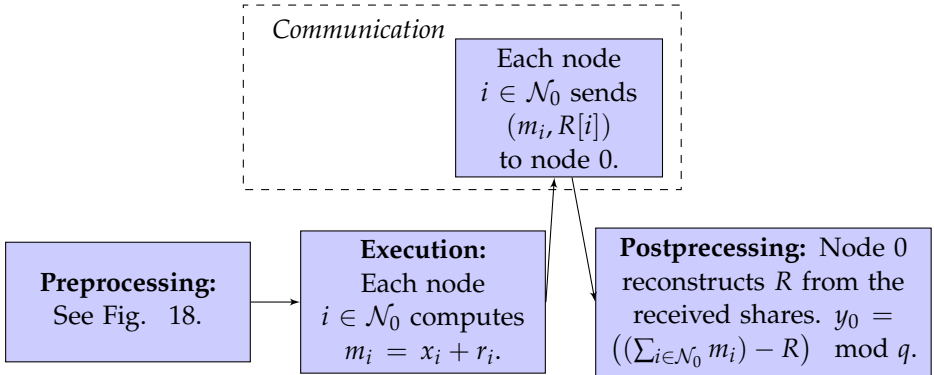 Communication
Each node
i ∈ 𝒩₀ sends
(mᵢ, R[i])
to node 0.
Preprocessing:
See Fig. 18.
Execution:
Each node
i ∈ 𝒩₀ computes
mᵢ = xᵢ + rᵢ.
Postprecessing: Node 0
reconstructs R from the
received shares. y₀ =
((∑_{i∈𝒩₀} mᵢ) − R) mod q.